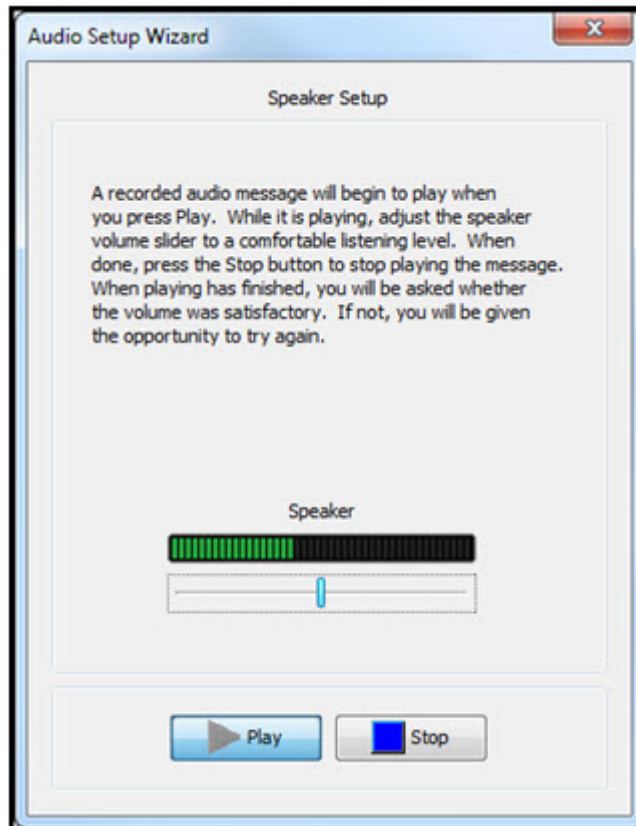 Audio Setup Wizard
Speaker Setup
A recorded audio message will begin to play when
you press Play.  While it is playing, adjust the speaker
volume slider to a comfortable listening level.  When
done, press the Stop button to stop playing the message.
When playing has finished, you will be asked whether
the volume was satisfactory.  If not, you will be given
the opportunity to try again.
Speaker
Play
Stop